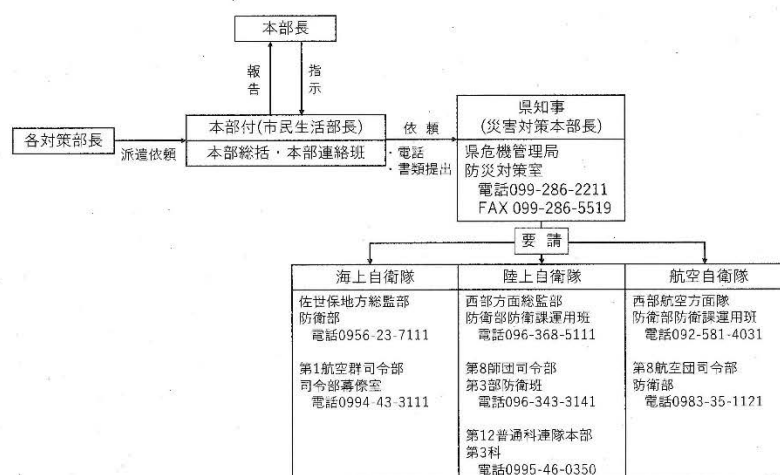 本部長
報告
指示
各対策部長
派遣依頼
本部付(市民生活部長)
本部総括・本部連絡班
依 頼
・電話
・書類提出
県知事
(災害対策本部長)
県危機管理局
防災対策室
電話099-286-2211
FAX 099-286-5519
要 請
海上自衛隊
佐世保地方総監部
防衛部
電話0956-23-7111
第1航空群司令部
司令部幕僚室
電話0994-43-3111
陸上自衛隊
西部方面総監部
防衛部防衛課運用班
電話096-368-5111
第8師団司令部
第3部防衛班
電話096-343-3141
第12普通科連隊本部
第3科
電話0995-46-0350
航空自衛隊
西部航空方面隊
防衛部防衛課運用班
電話092-581-4031
第8航空団司令部
防衛部
電話0983-35-1121